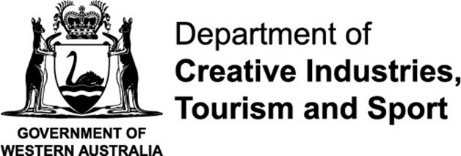 Department of
Creative Industries,
Tourism and Sport
GOVERNMENT OF
WESTERN AUSTRALIA